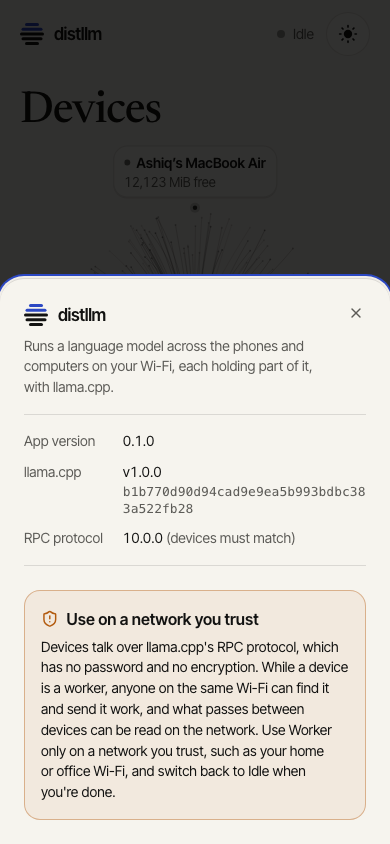 distllm
Idle
Devices
Ashiq's MacBook Air
12,123 MiB free
distllm
Runs a language model across the phones and
computers on your Wi-Fi, each holding part of it,
with llama.cpp.
App version 0.1.0
llama.cpp v1.0.0
b1b770d90d94cad9e9ea5b993bdbc38
3a522fb28
RPC protocol 10.0.0 (devices must match)
Use on a network you trust
Devices talk over llama.cpp's RPC protocol, which
has no password and no encryption. While a device
is a worker, anyone on the same Wi-Fi can find it
and send it work, and what passes between
devices can be read on the network. Use Worker
only on a network you trust, such as your home
or office Wi-Fi, and switch back to Idle when
you're done.